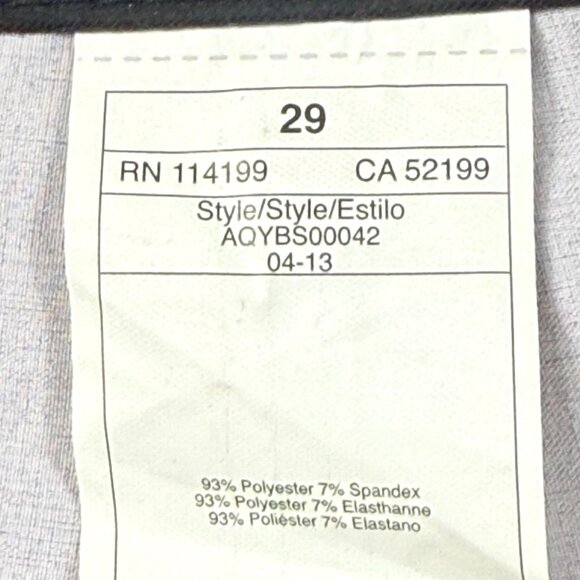 29
RN 114199 CA 52199
Style/Style/Estilo
AQYBS00042
04-13
93% Polyester 7% Spandex
93% Polyester 7% Elasthanne
93% Poliéster 7% Elastano